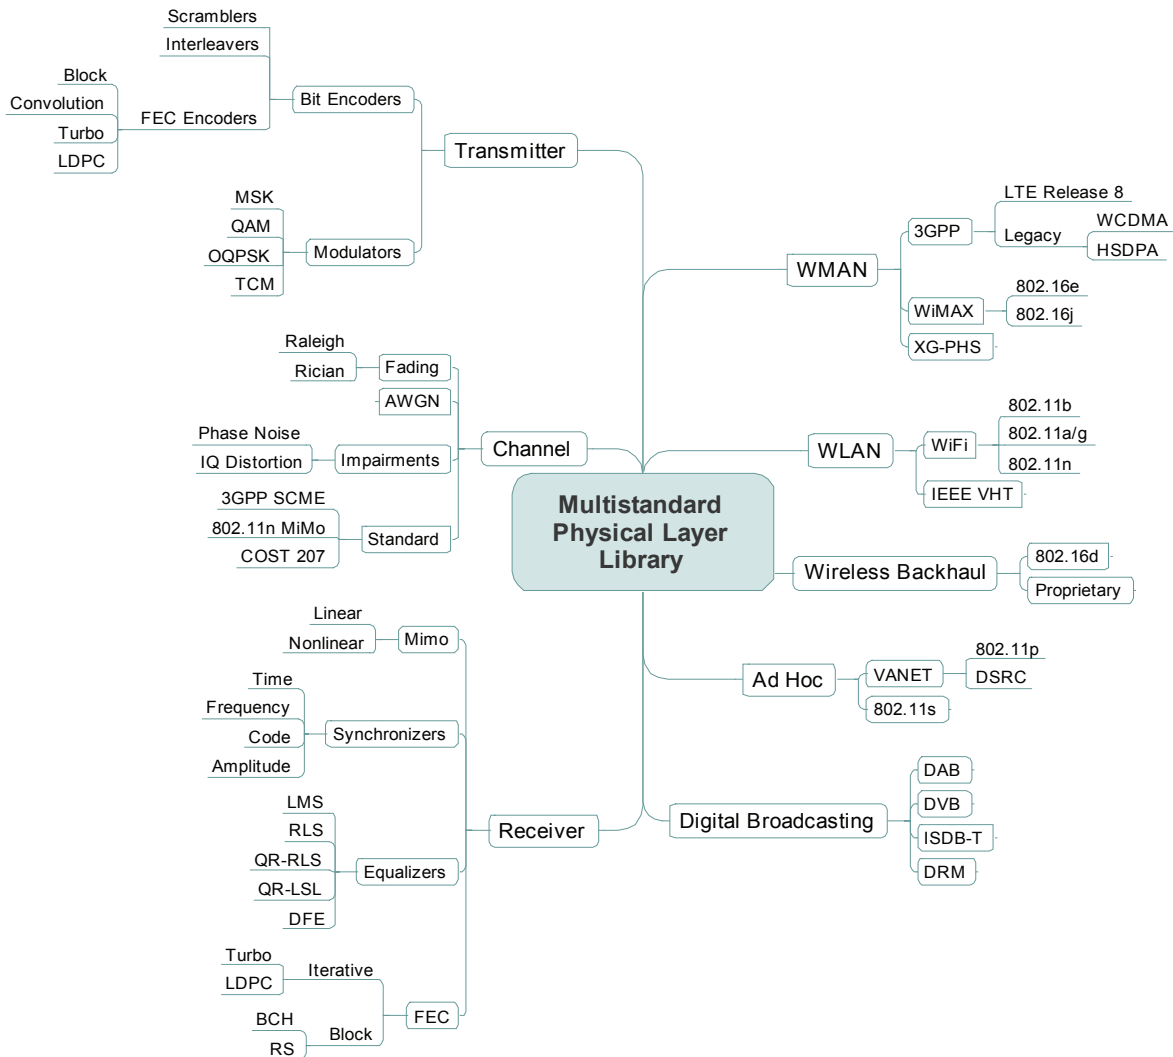 Scramblers
Interleavers
Block
Convolution
Turbo
LDPC
FEC Encoders
Bit Encoders
Transmitter
MSK
QAM
OQPSK
TCM
Modulators
Raleigh
Rician
Fading
AWGN
Phase Noise
IQ Distortion
Impairments
Channel
3GPP SCME
802.11n MiMo
COST 207
Standard
Multistandard
Physical Layer
Library
Linear
Nonlinear
Mimo
Time
Frequency
Code
Amplitude
Synchronizers
Receiver
LMS
RLS
QR-RLS
QR-LSL
DFE
Equalizers
Turbo
LDPC
Iterative
BCH
RS
Block
FEC
WMAN
3GPP
LTE Release 8
Legacy
WCDMA
HSDPA
WiMAX
802.16e
802.16j
XG-PHS
WLAN
WiFi
802.11b
802.11a/g
802.11n
IEEE VHT
Wireless Backhaul
802.16d
Proprietary
Ad Hoc
VANET
802.11p
DSRC
802.11s
Digital Broadcasting
DAB
DVB
ISDB-T
DRM